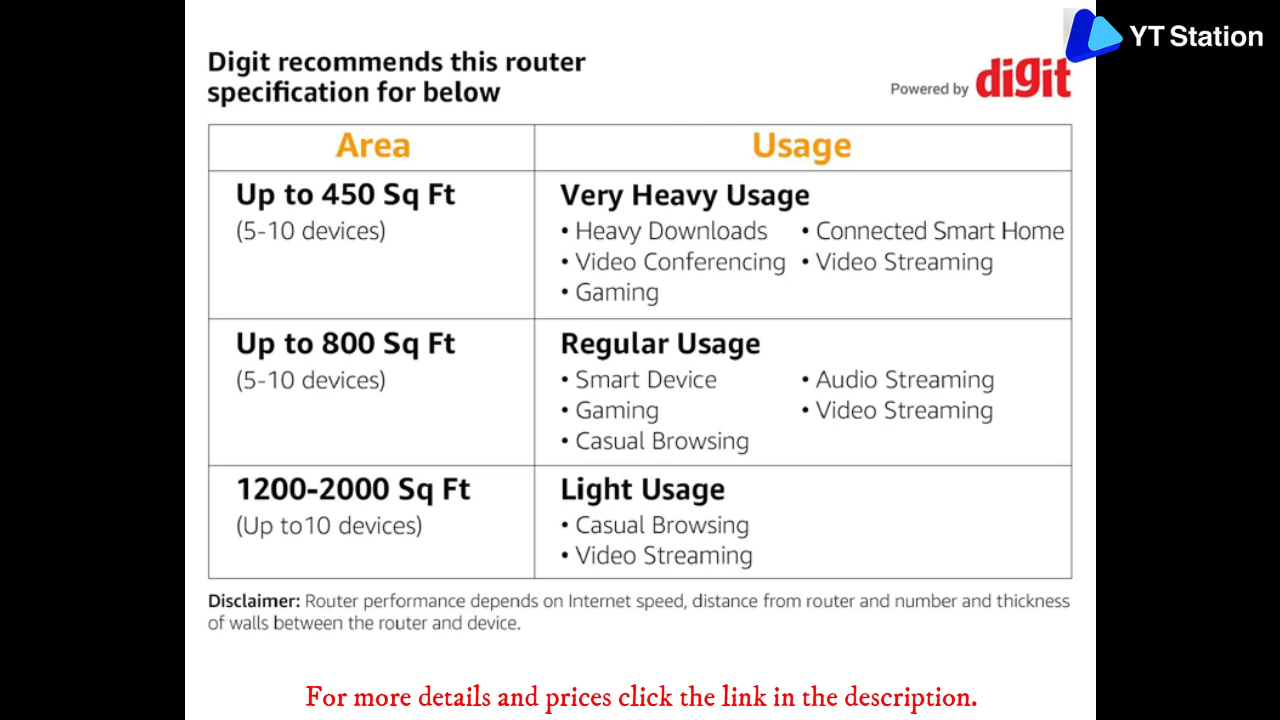 YT Station
Digit recommends this router
specification for below
Powered by digit
Area
Usage
Up to 450 Sq Ft
(5-10 devices)
Very Heavy Usage
• Heavy Downloads
• Connected Smart Home
• Video Conferencing
• Video Streaming
• Gaming
Up to 800 Sq Ft
(5-10 devices)
Regular Usage
• Smart Device
• Audio Streaming
• Gaming
• Video Streaming
• Casual Browsing
1200-2000 Sq Ft
(Up to10 devices)
Light Usage
• Casual Browsing
• Video Streaming
Disclaimer: Router performance depends on Internet speed, distance from router and number and thickness
of walls between the router and device.
For more details and prices click the link in the description.